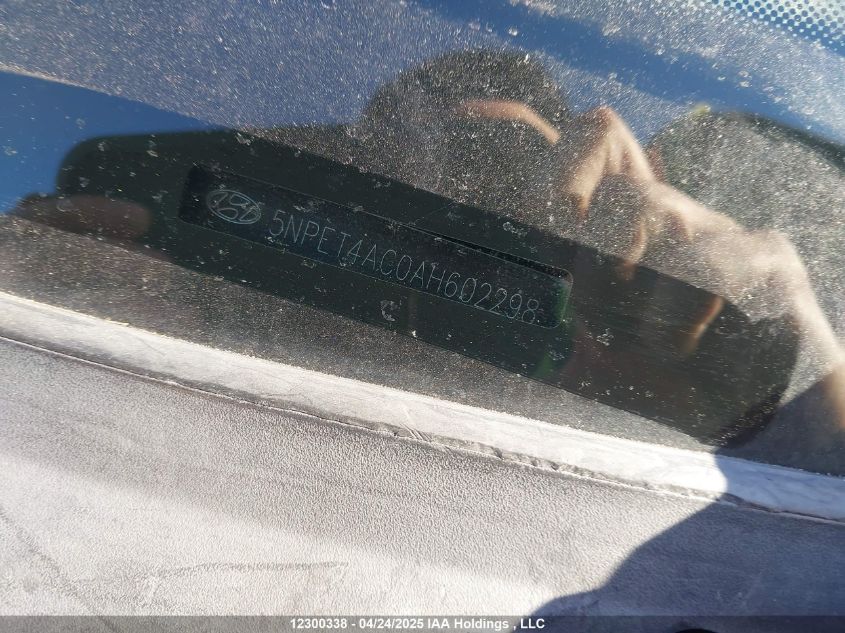 5NPET4AC0AH602298
12300338 - 04/24/2025 IAA Holdings , LLC